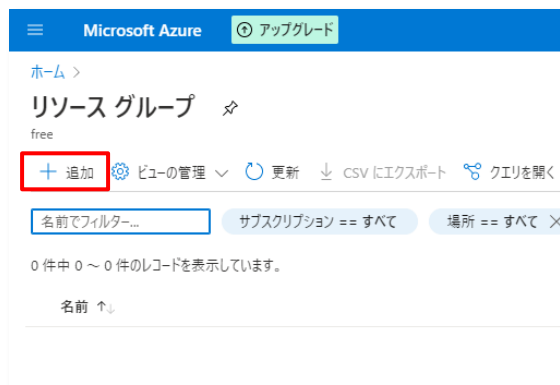 Microsoft Azure アップグレード
ホーム >
リソース グループ
free
追加 ビューの管理 更新 CSV にエクスポート クエリを開く
名前でフィルター... サブスクリプション == すべて 場所 == すべて
0 件中 0 ～ 0 件のレコードを表示しています。
名前 ↑↓